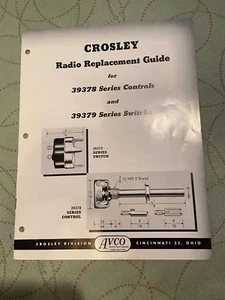 CROSLEY
Radio Replacement Guide
for
39378 Series Controls
and
39379 Series Switches
39379
SERIES
SWITCH
39378
SERIES
CONTROL
CROSLEY DIVISION
AVCO
CINCINNATI 25, OHIO